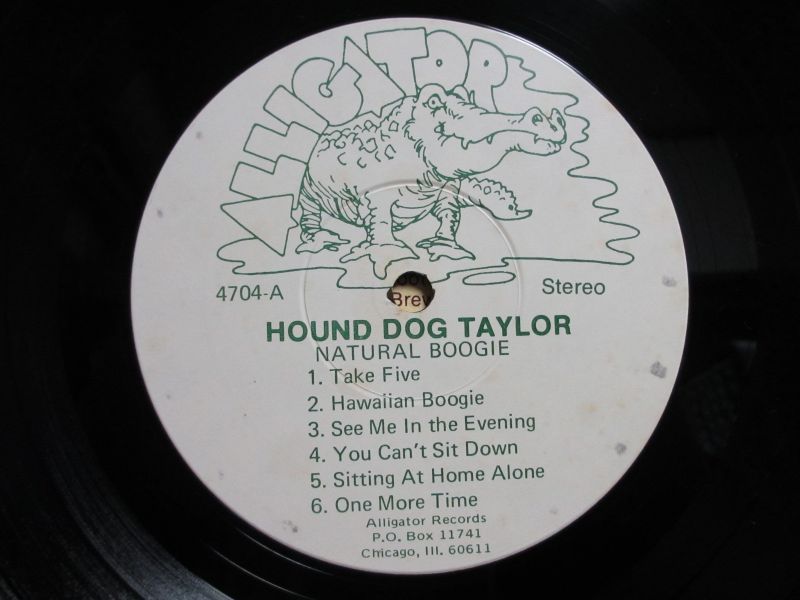 ALLIGATOR
4704-A
Stereo
Brew
HOUND DOG TAYLOR
NATURAL BOOGIE
1. Take Five
2. Hawaiian Boogie
3. See Me In the Evening
4. You Can't Sit Down
5. Sitting At Home Alone
6. One More Time
Alligator Records
P.O. Box 11741
Chicago, Ill. 60611